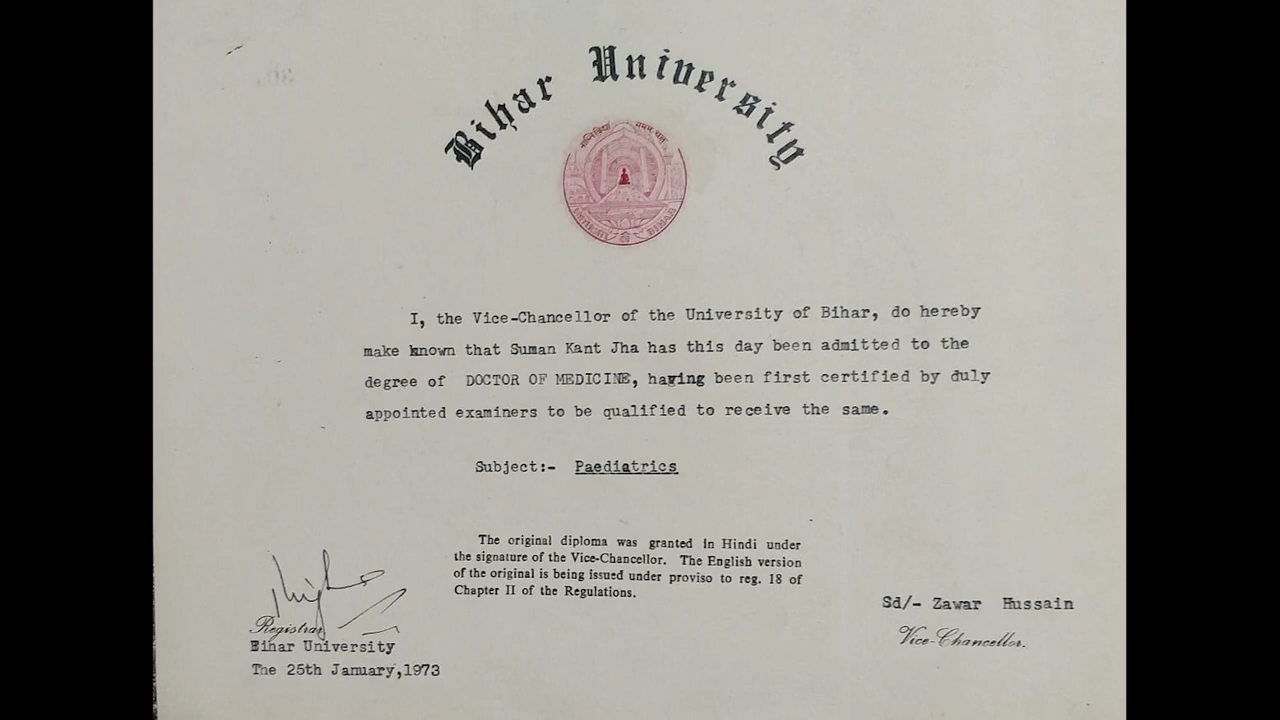 Bihar University
I, the Vice-Chancellor of the University of Bihar, do hereby
make known that Suman Kant Jha has this day been admitted to the
degree of DOCTOR OF MEDICINE, having been first certified by duly
appointed examiners to be qualified to receive the same.
Subject:- Paediatrics
The original diploma was granted in Hindi under
the signature of the Vice-Chancellor. The English version
of the original is being issued under proviso to reg. 18 of
Chapter II of the Regulations.
Registrar
Bihar University
The 25th January,1973
Sd/- Zawar Hussain
Vice-Chancellor.